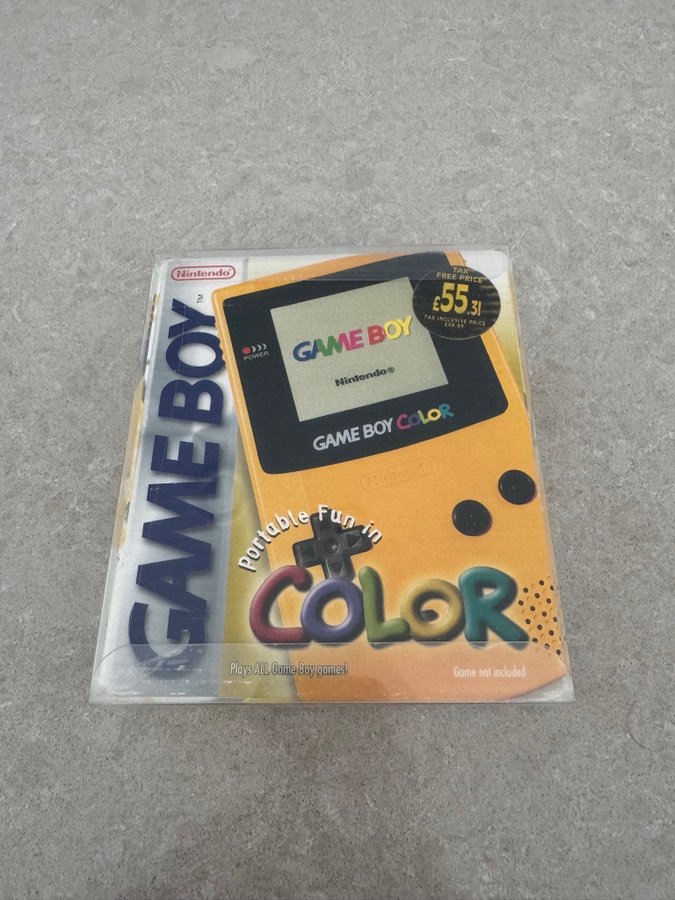 Nintendo
GAME BOY™
TAX
FREE PRICE
£55.31
TAX INCLUSIVE PRICE
POWER
GAME BOY
Nintendo®
GAME BOY COLOR
Nintendo
Portable Fun in
COLOR
Plays ALL Game Boy games!
Game not included